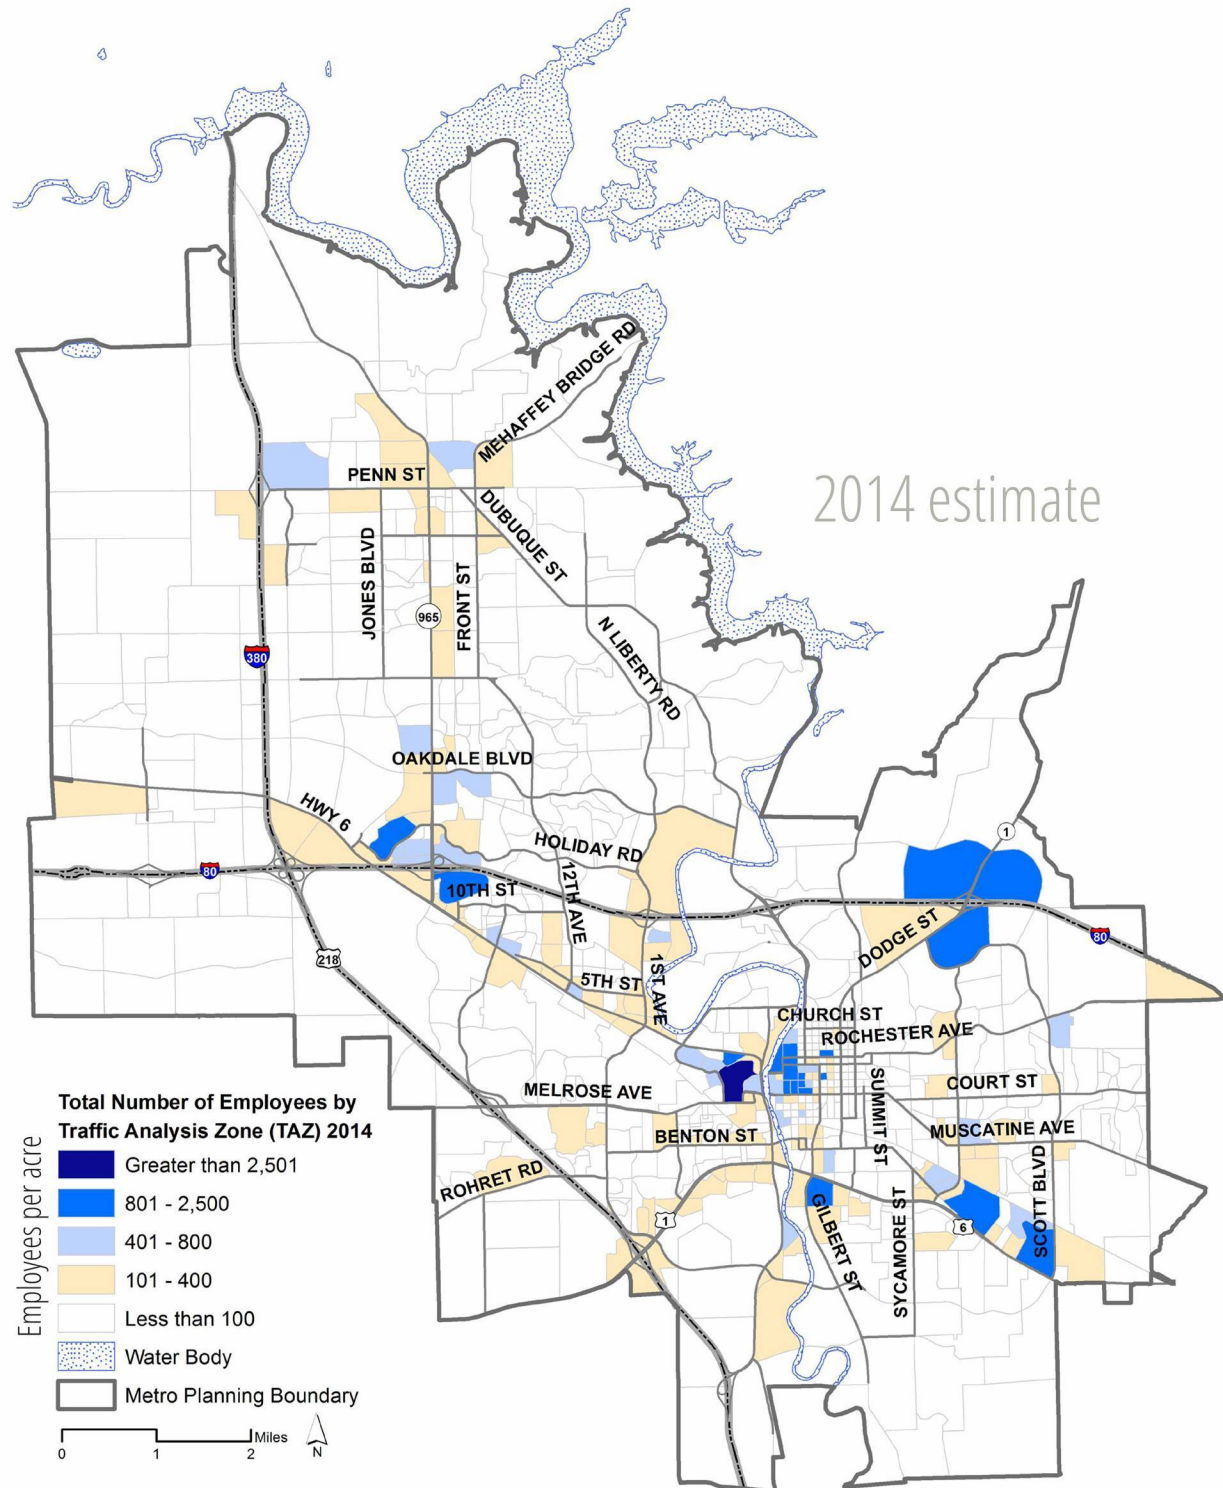 MEHAFFEY BRIDGE RD
PENN ST
2014 estimate
DUBUQUE ST
JONES BLVD
FRONT ST
965
N LIBERTY RD
380
OAKDALE BLVD
HWY 6
HOLIDAY RD
1
80
10TH ST
12TH AVE
DODGE ST
80
218
5TH ST
1ST AVE
CHURCH ST
ROCHESTER AVE
MELROSE AVE
SUMMIT ST
COURT ST
BENTON ST
MUSCATINE AVE
ROHRET RD
1
GILBERT ST
SYCAMORE ST
6
SCOTT BLVD
Total Number of Employees by
Traffic Analysis Zone (TAZ) 2014
Employees per acre
Greater than 2,501
801 - 2,500
401 - 800
101 - 400
Less than 100
Water Body
Metro Planning Boundary
Miles
0 1 2
N